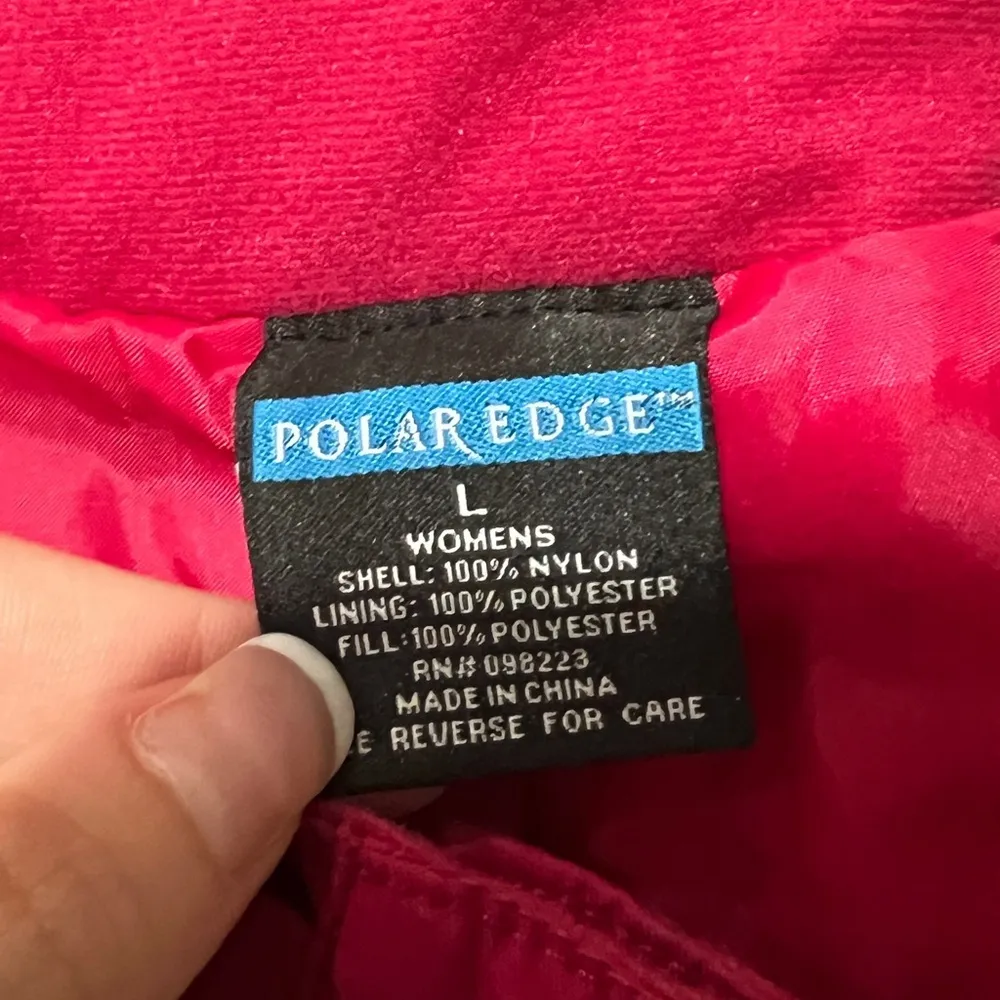 POLAR EDGE™
L
WOMENS
SHELL: 100% NYLON
LINING: 100% POLYESTER
FILL: 100% POLYESTER
RN# 098223
MADE IN CHINA
REVERSE FOR CARE